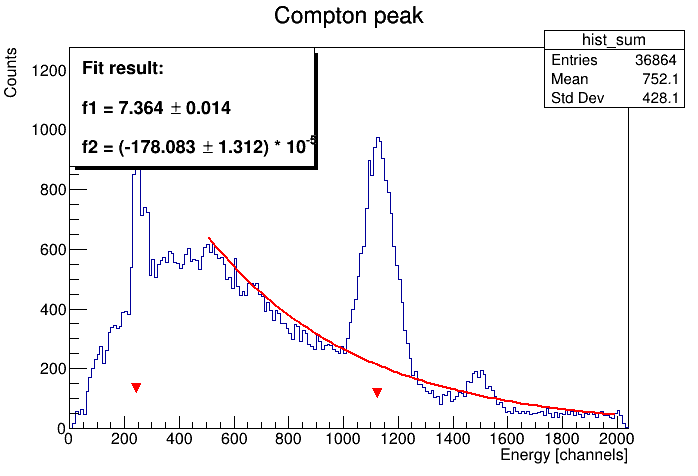 Compton peak
hist_sum
Entries 36864
Mean 752.1
Std Dev 428.1
Fit result:
f1 = 7.364 ± 0.014
f2 = (-178.083 ± 1.312) * 10⁻⁵
Counts
1200
1000
800
600
400
200
0
0 200 400 600 800 1000 1200 1400 1600 1800 2000
Energy [channels]